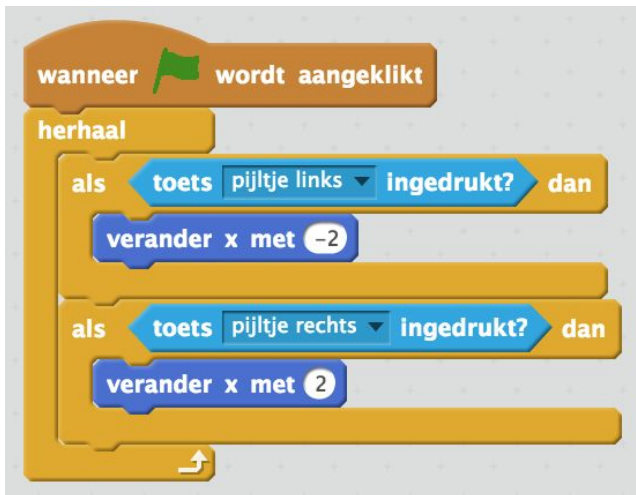 wanneer wordt aangeklikt
herhaal
als toets pijltje links ingedrukt? dan
verander x met -2
als toets pijltje rechts ingedrukt? dan
verander x met 2